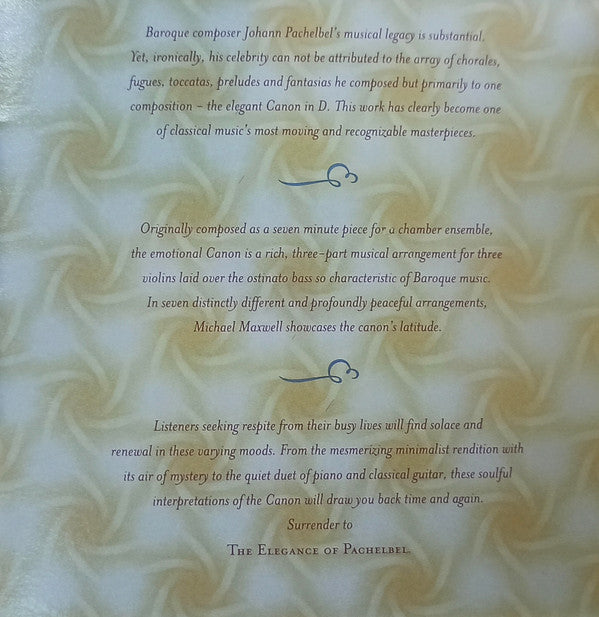 Baroque composer Johann Pachelbel's musical legacy is substantial.
Yet, ironically, his celebrity can not be attributed to the array of chorales,
fugues, toccatas, preludes and fantasias he composed but primarily to one
composition – the elegant Canon in D. This work has clearly become one
of classical music's most moving and recognizable masterpieces.
Originally composed as a seven minute piece for a chamber ensemble,
the emotional Canon is a rich, three-part musical arrangement for three
violins laid over the ostinato bass so characteristic of Baroque music.
In seven distinctly different and profoundly peaceful arrangements,
Michael Maxwell showcases the canon's latitude.
Listeners seeking respite from their busy lives will find solace and
renewal in these varying moods. From the mesmerizing minimalist rendition with
its air of mystery to the quiet duet of piano and classical guitar, these soulful
interpretations of the Canon will draw you back time and again.
Surrender to
The Elegance of Pachelbel.